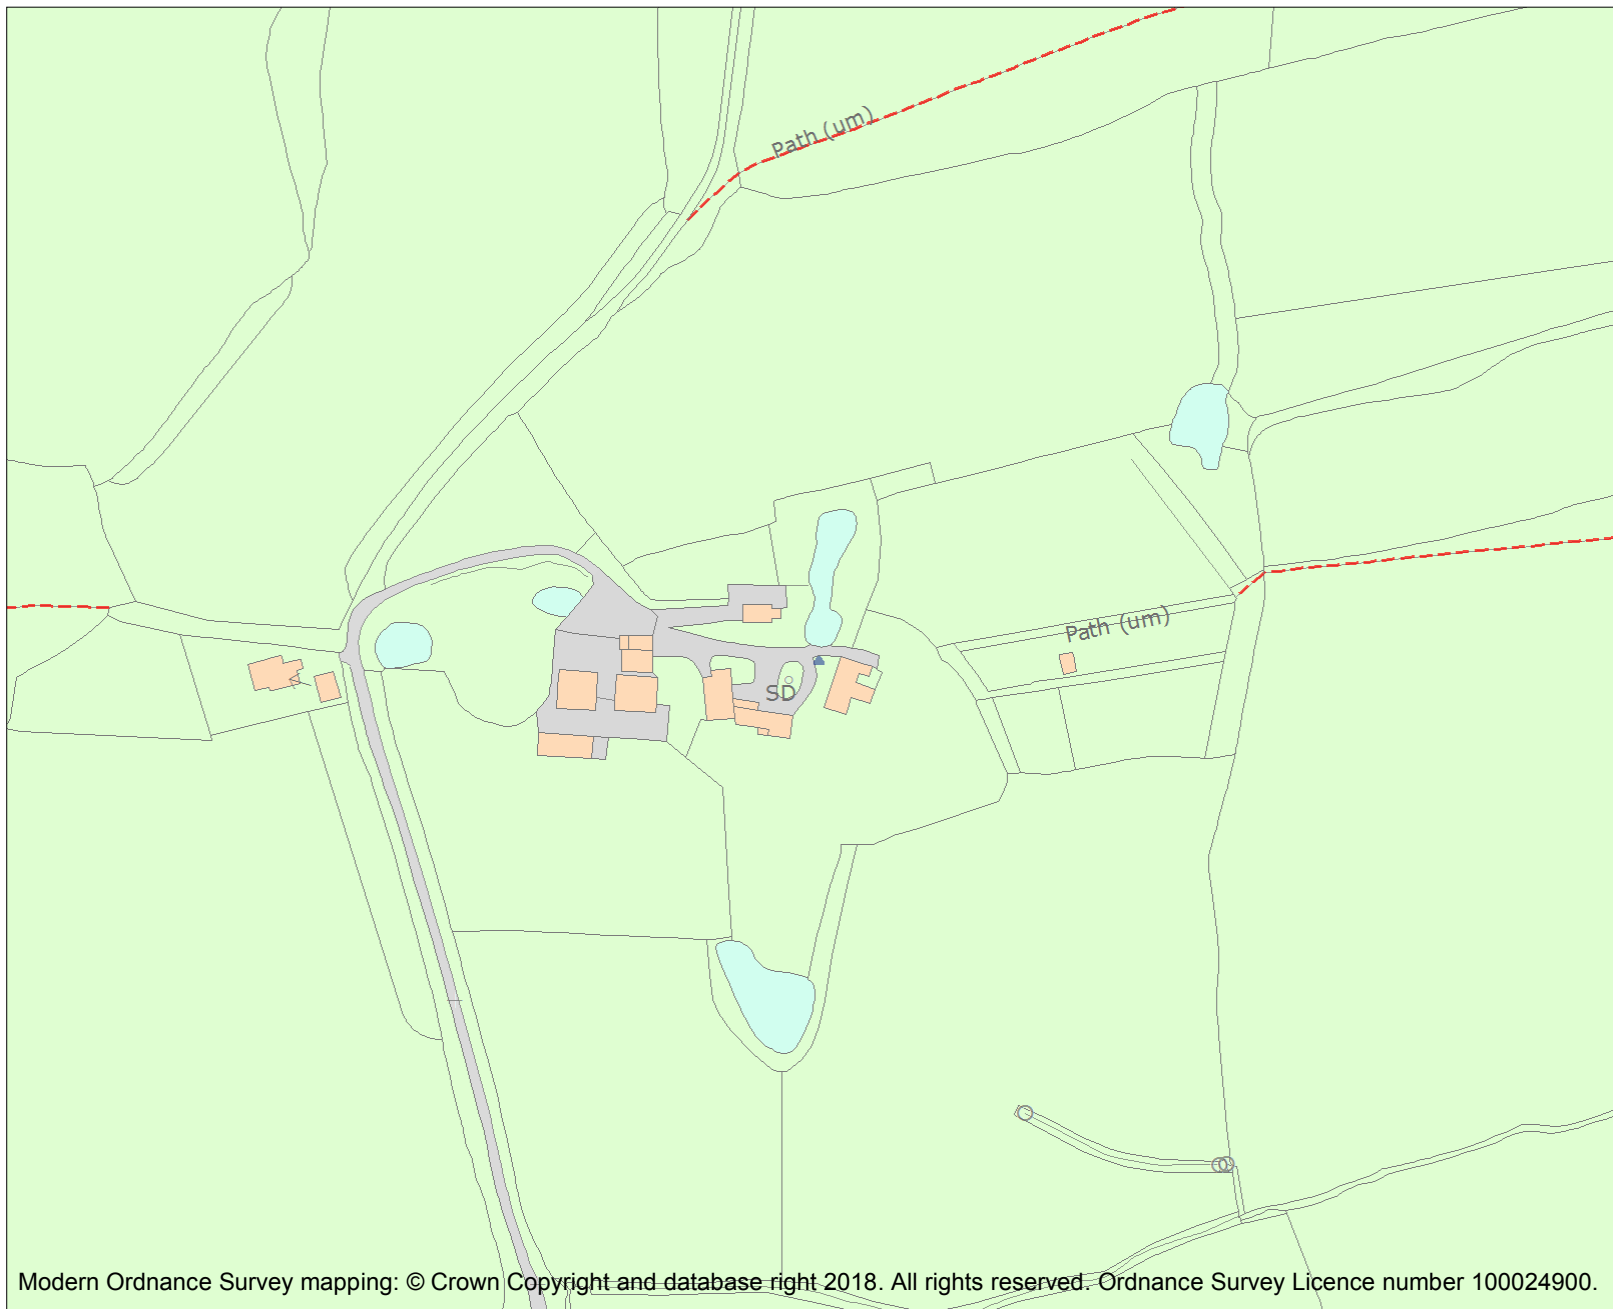 Path (um)
Path (um)
SD
Modern Ordnance Survey mapping: © Crown Copyright and database right 2018. All rights reserved. Ordnance Survey Licence number 100024900.